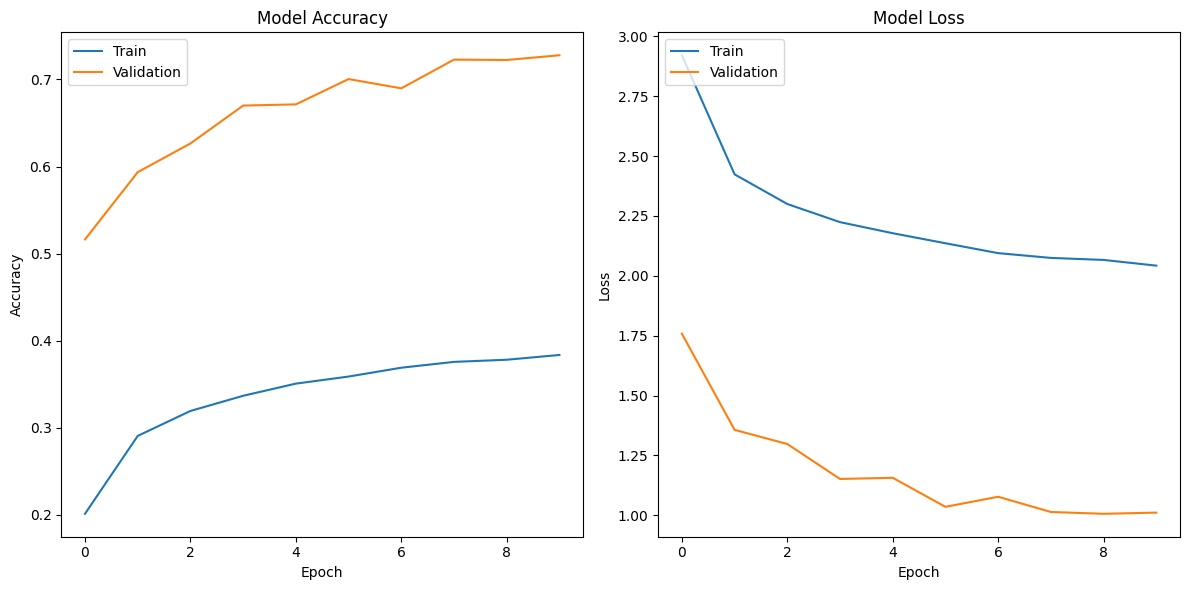 Model Accuracy
Train
Validation
0.7
0.6
0.5
0.4
0.3
0.2
Accuracy
0 2 4 6 8
Epoch
Model Loss
Train
Validation
3.00
2.75
2.50
2.25
2.00
1.75
1.50
1.25
1.00
Loss
0 2 4 6 8
Epoch